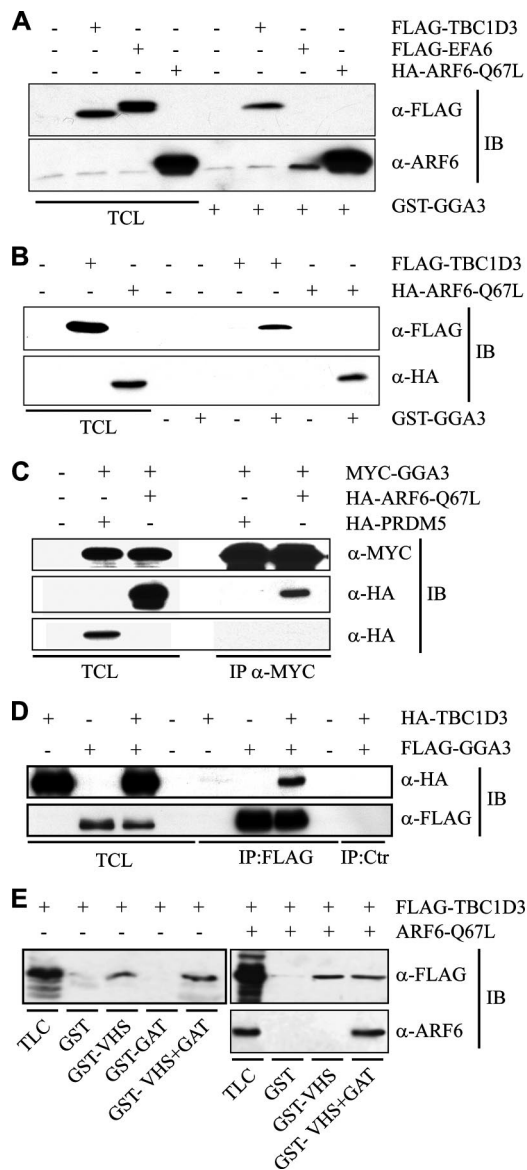 A
- + - - - + - - FLAG-TBC1D3
- - + - - - + - FLAG-EFA6
- - - + - - - + HA-ARF6-Q67L
α-FLAG
α-ARF6
IB
TCL + + + + GST-GGA3
B
- + - - - + + - - FLAG-TBC1D3
- - + - - - - + + HA-ARF6-Q67L
α-FLAG
α-HA
IB
TCL - + - + - + GST-GGA3
C
- + + + + MYC-GGA3
- - + - + HA-ARF6-Q67L
- + - + - HA-PRDM5
α-MYC
α-HA
α-HA
IB
TCL IP α-MYC
D
+ - + - + - + + HA-TBC1D3
- + + - - + + + FLAG-GGA3
α-HA
α-FLAG
IB
TCL IP:FLAG IP:Ctr
E
+ + + + + + + + + FLAG-TBC1D3
- - - - - + + + + ARF6-Q67L
α-FLAG
α-ARF6
IB
TLC GST GST-VHS GST-GAT GST- VHS+GAT
TLC GST GST-VHS GST- VHS+GAT